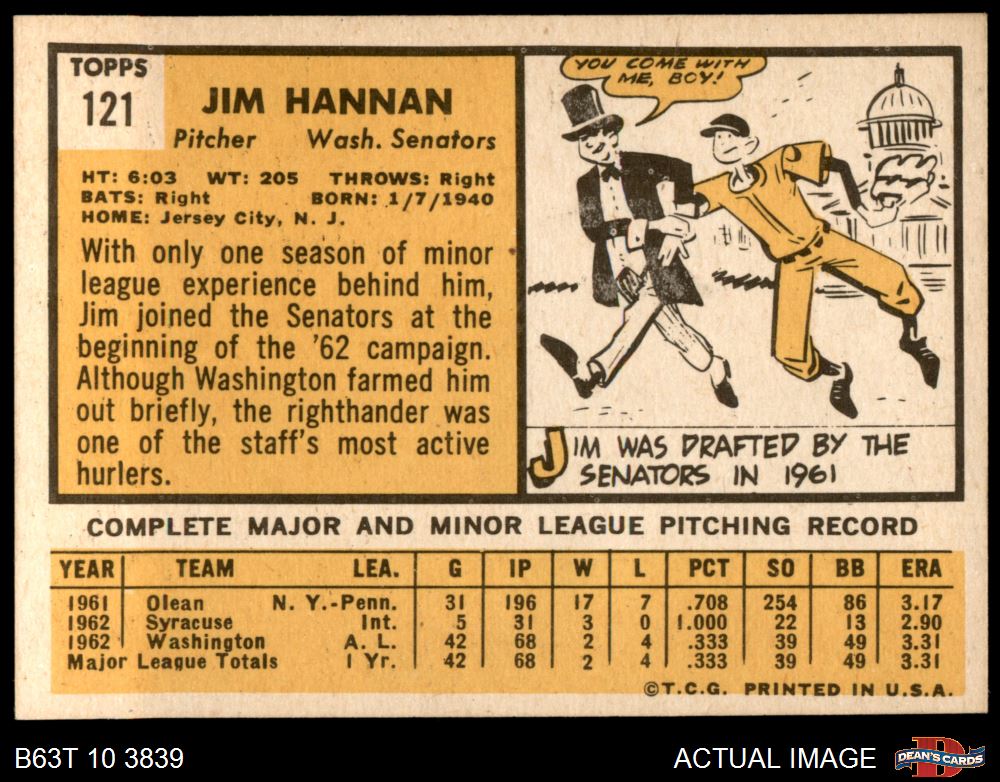 TOPPS
121
JIM HANNAN
Pitcher Wash. Senators
HT: 6:03 WT: 205 THROWS: Right
BATS: Right BORN: 1/7/1940
HOME: Jersey City, N. J.
With only one season of minor
league experience behind him,
Jim joined the Senators at the
beginning of the '62 campaign.
Although Washington farmed him
out briefly, the righthander was
one of the staff's most active
hurlers.
YOU COME WITH
ME, BOY!
JIM WAS DRAFTED BY THE
SENATORS IN 1961
COMPLETE MAJOR AND MINOR LEAGUE PITCHING RECORD
YEAR TEAM LEA. G IP W L PCT SO BB ERA
1961 Olean N. Y.-Penn. 31 196 17 7 .708 254 86 3.17
1962 Syracuse Int. 5 31 3 0 1.000 22 13 2.90
1962 Washington A. L. 42 68 2 4 .333 39 49 3.31
Major League Totals 1 Yr. 42 68 2 4 .333 39 49 3.31
©T.C.G. PRINTED IN U.S.A.
B63T 10 3839
ACTUAL IMAGE
D
DEAN'S CARDS